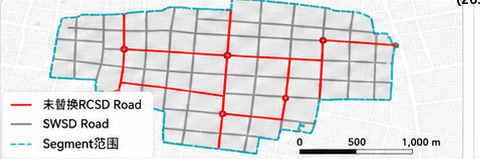 未替换RCSD Road
SWSD Road
Segment范围
0
500
1,000 m